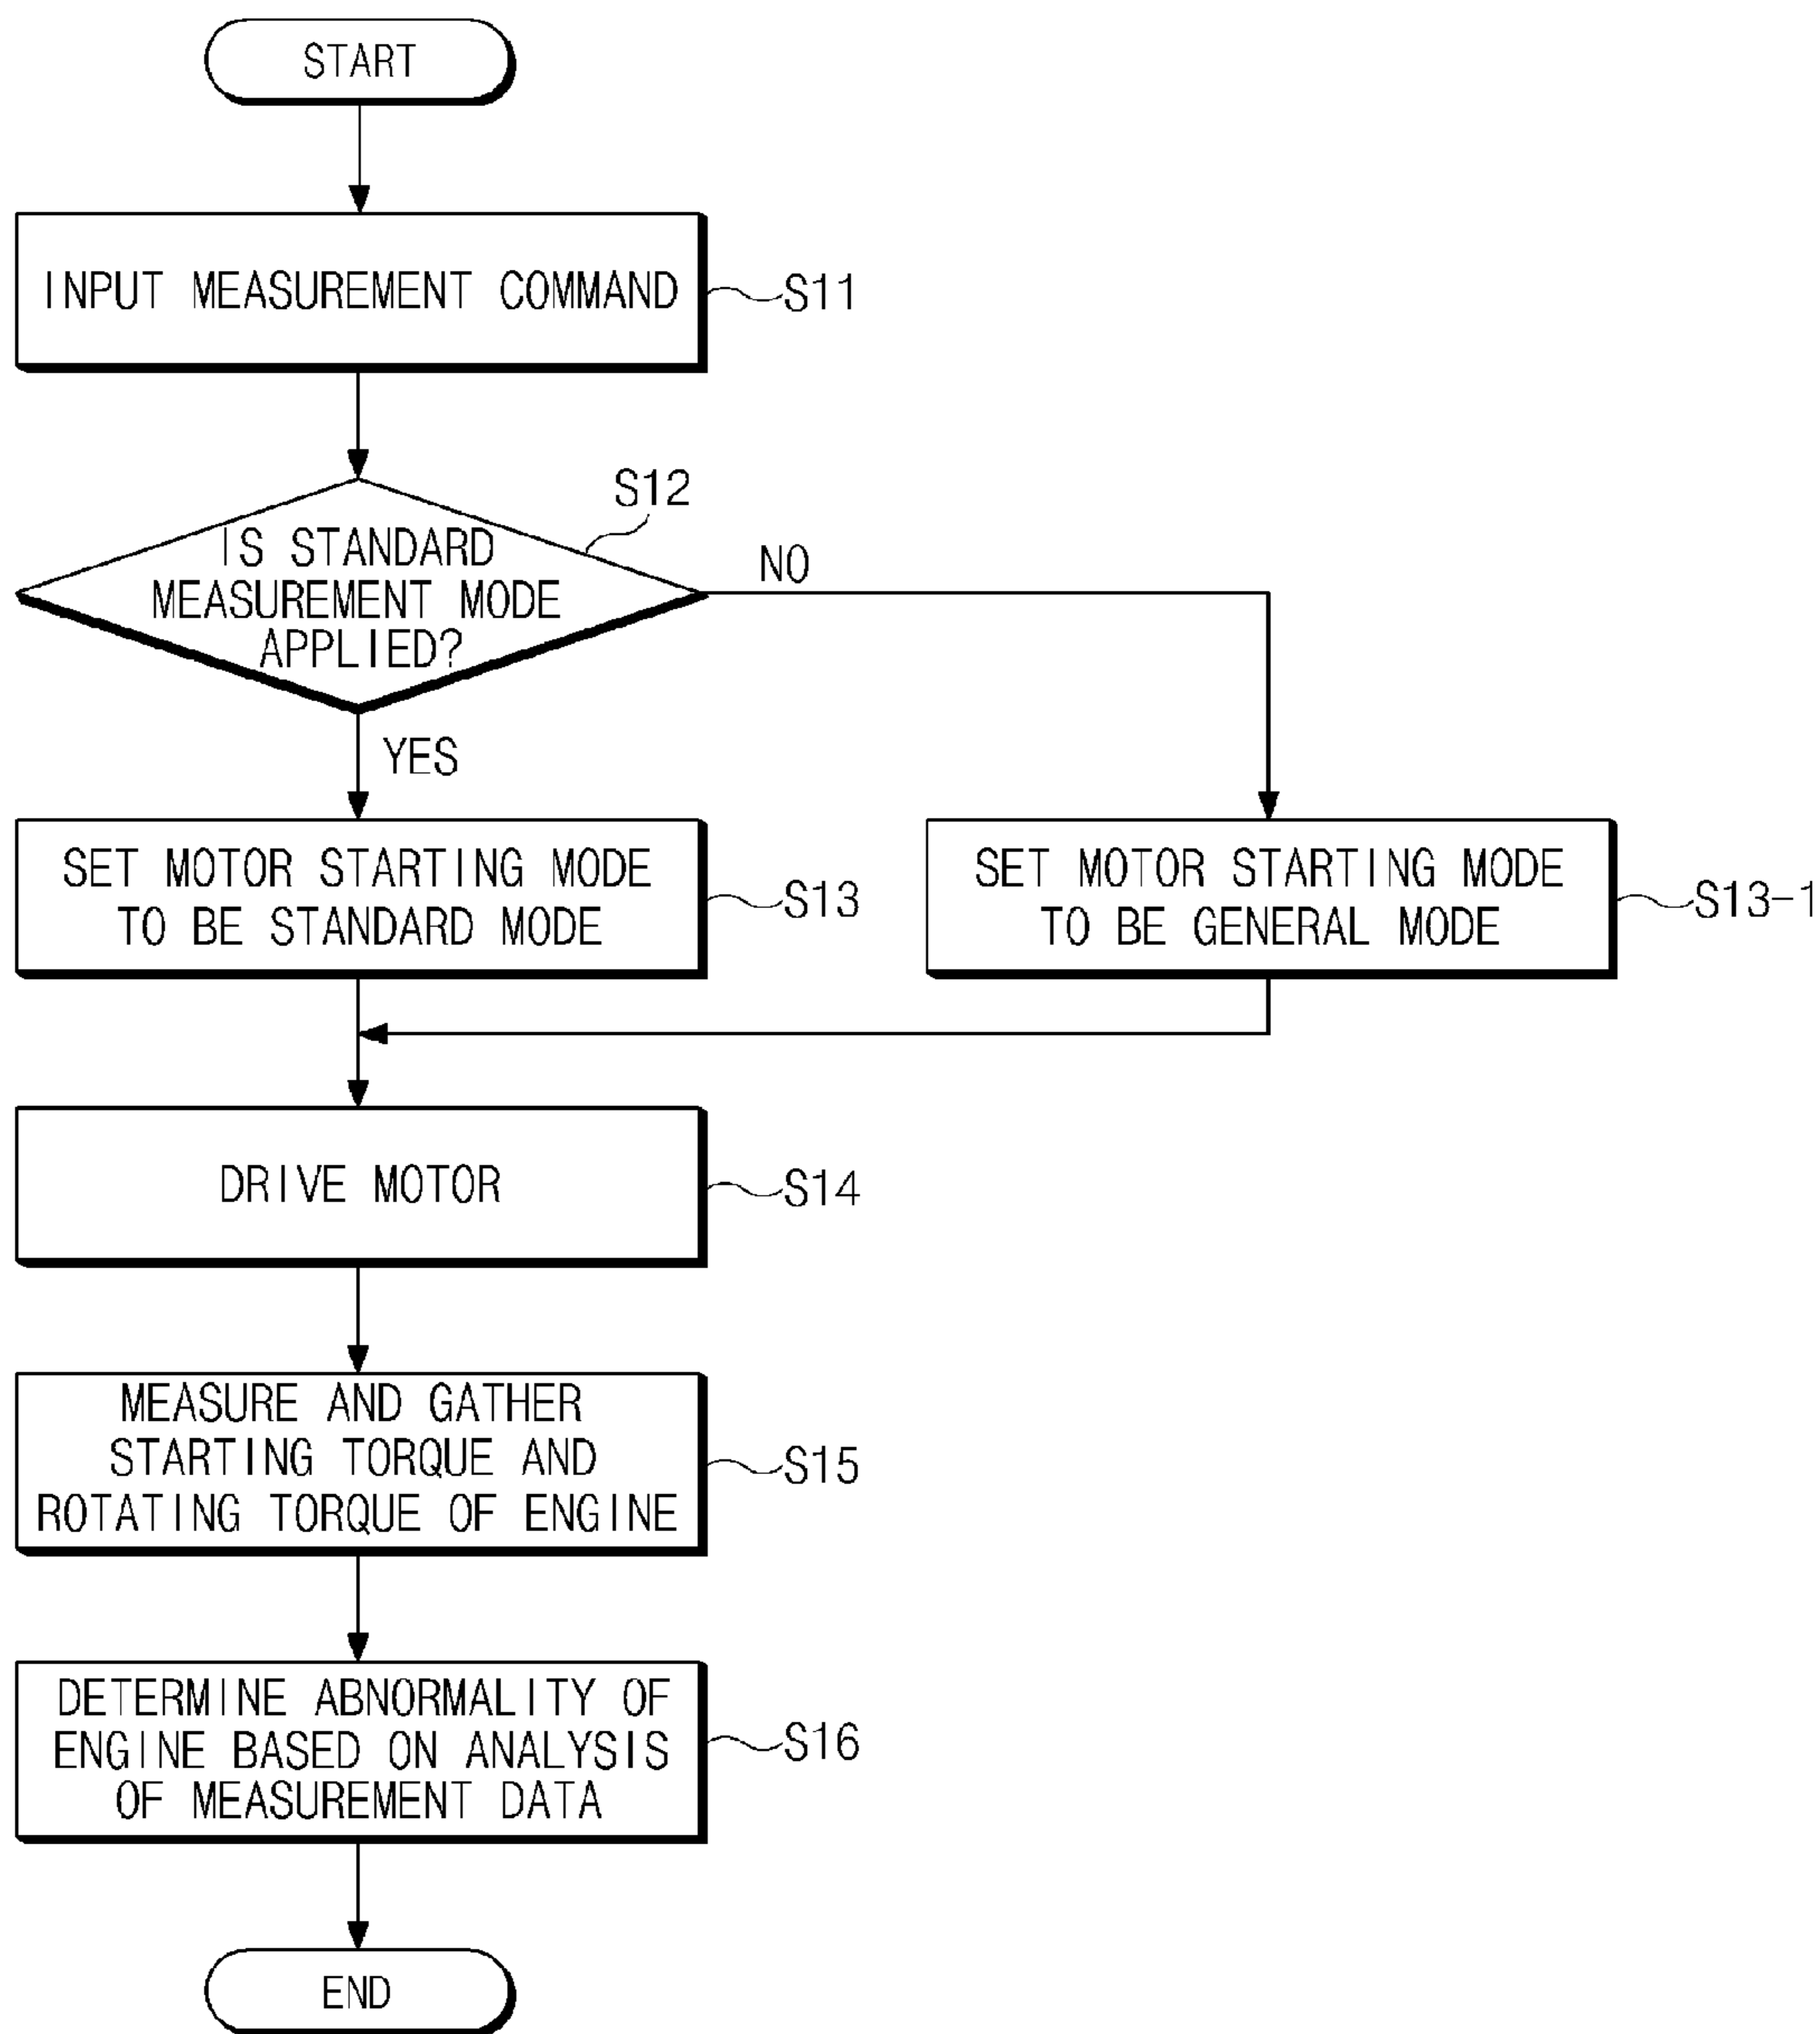 START
INPUT MEASUREMENT COMMAND
S11
S12
IS STANDARD
MEASUREMENT MODE
APPLIED?
NO
YES
SET MOTOR STARTING MODE
TO BE STANDARD MODE
S13
SET MOTOR STARTING MODE
TO BE GENERAL MODE
S13-1
DRIVE MOTOR
S14
MEASURE AND GATHER
STARTING TORQUE AND
ROTATING TORQUE OF ENGINE
S15
DETERMINE ABNORMALITY OF
ENGINE BASED ON ANALYSIS
OF MEASUREMENT DATA
S16
END